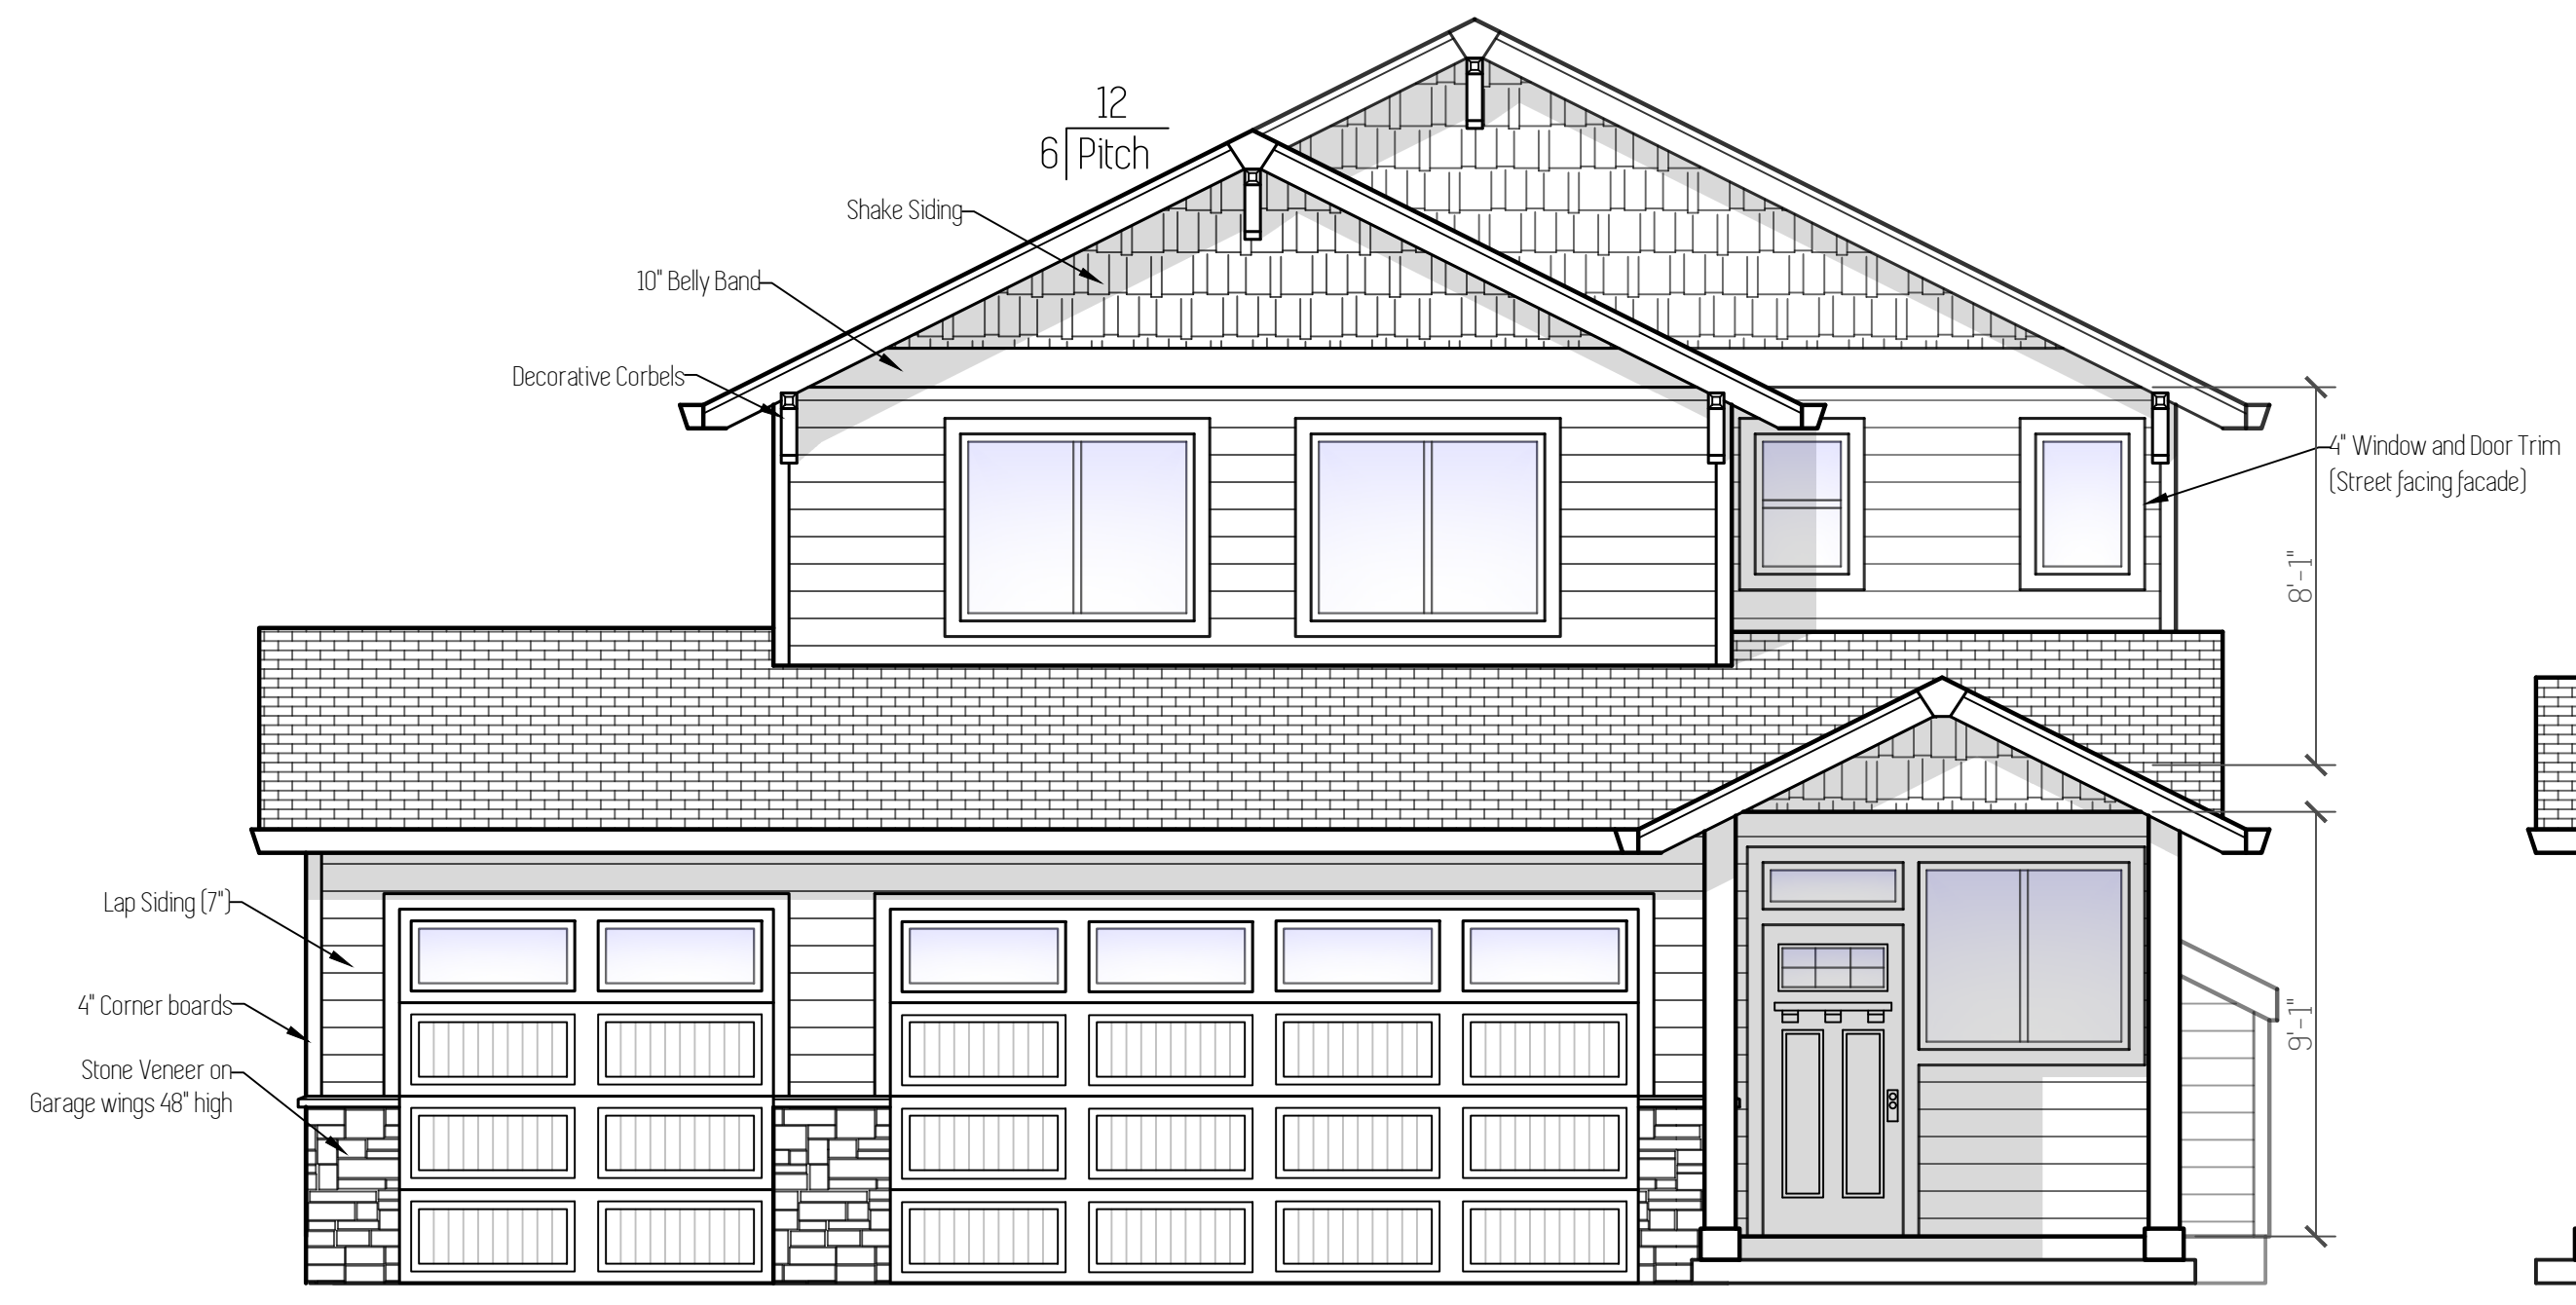 12
6 Pitch
Shake Siding
10" Belly Band
Decorative Corbels
4" Window and Door Trim
(Street facing facade)
8'-1"
Lap Siding (7")
4" Corner boards
Stone Veneer on
Garage wings 48" high
9'-1"